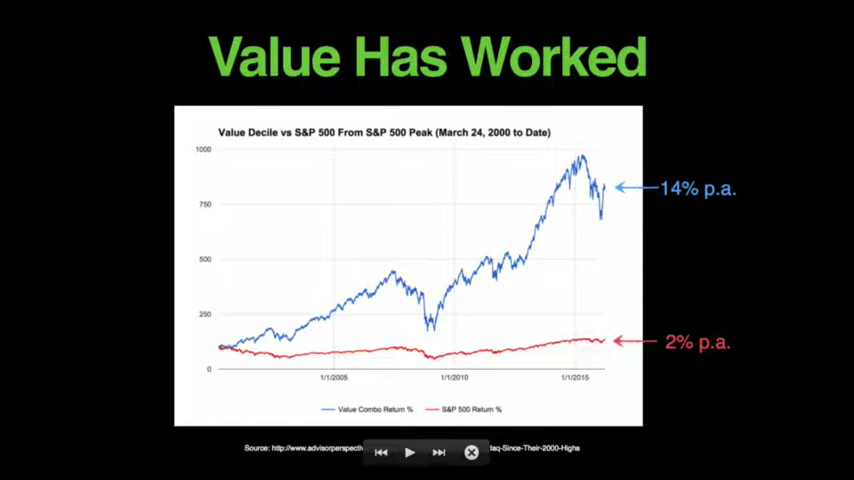 Value Has Worked
Value Decile vs S&P 500 From S&P 500 Peak (March 24, 2000 to Date)
1000
14% p.a.
750
500
250
2% p.a.
0
1/1/2005 1/1/2010 1/1/2015
Value Combo Return % S&P 500 Return %
Source: http://www.advisorperspecti daq-Since-Their-2000-Highs